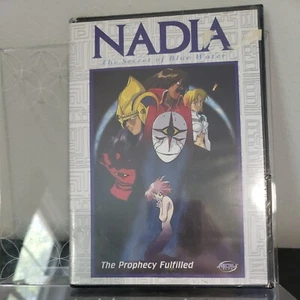 NADIA
The Secret of Blue Water
The Prophecy Fulfilled